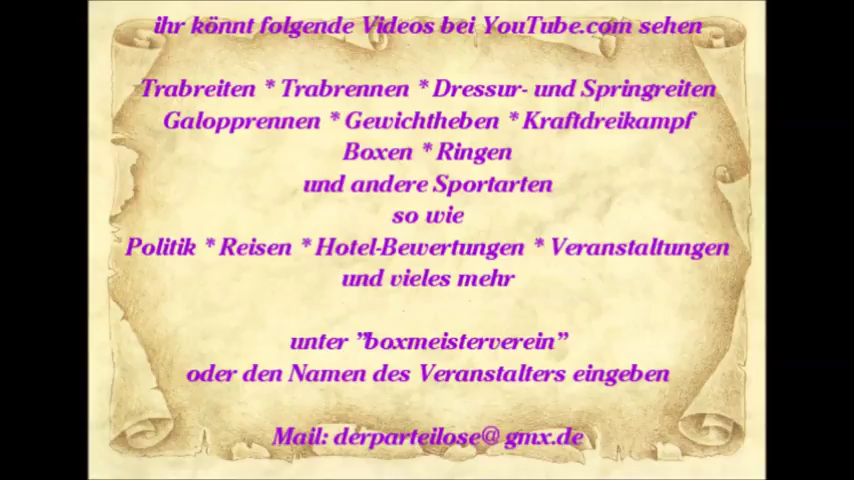 ihr könnt folgende Videos bei YouTube.com sehen
Trabreiten * Trabrennen * Dressur- und Springreiten
Galopprennen * Gewichtheben * Kraftdreikampf
Boxen * Ringen
und andere Sportarten
so wie
Politik * Reisen * Hotel-Bewertungen * Veranstaltungen
und vieles mehr
unter "boxmeisterverein"
oder den Namen des Veranstalters eingeben
Mail: derparteilose@ gmx.de